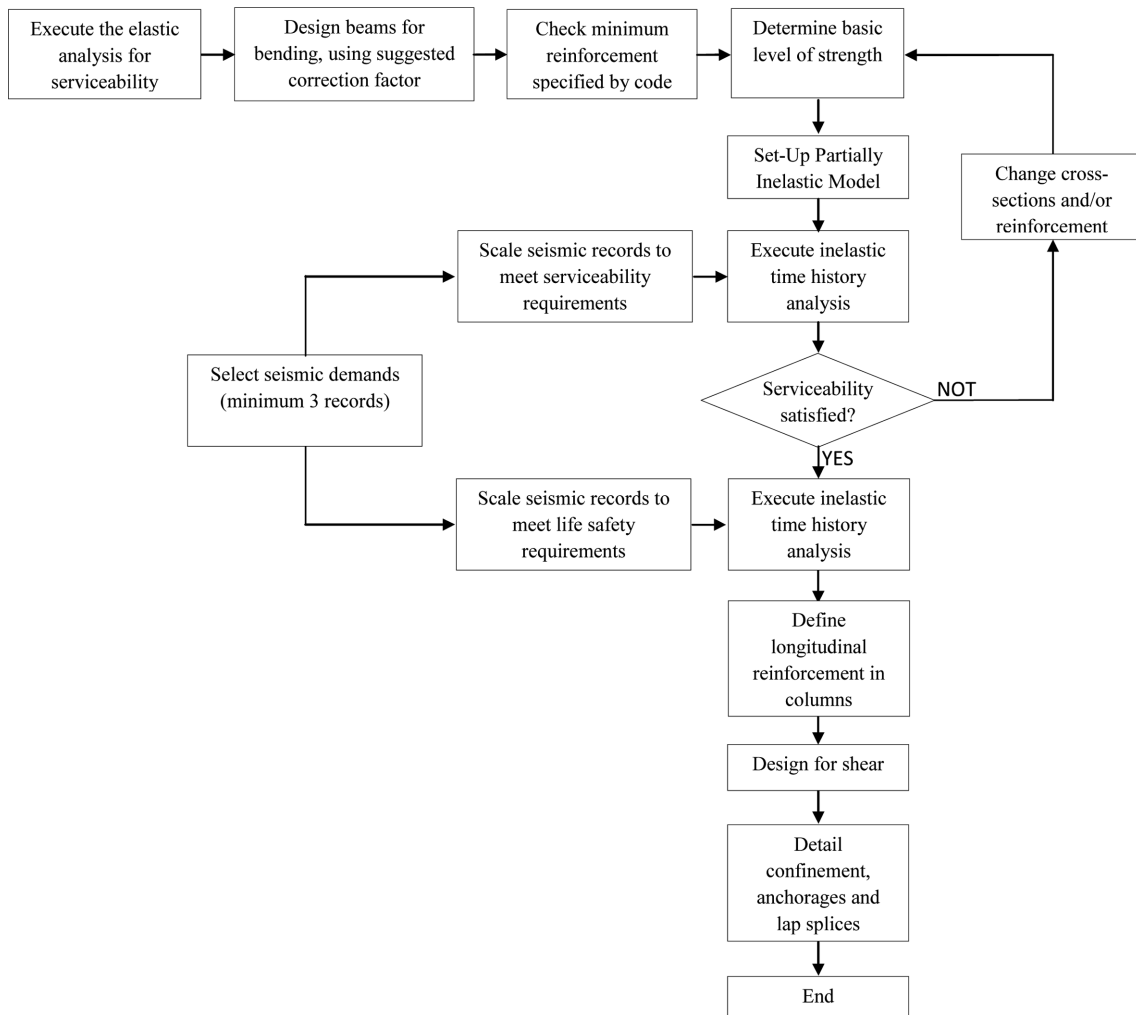 Execute the elastic
analysis for
serviceability
Design beams for
bending, using suggested
correction factor
Check minimum
reinforcement
specified by code
Determine basic
level of strength
Set-Up Partially
Inelastic Model
Change cross-
sections and/or
reinforcement
Scale seismic records to
meet serviceability
requirements
Execute inelastic
time history
analysis
Select seismic demands
(minimum 3 records)
Serviceability
satisfied?
NOT
YES
Scale seismic records to
meet life safety
requirements
Execute inelastic
time history
analysis
Define
longitudinal
reinforcement in
columns
Design for shear
Detail
confinement,
anchorages and
lap splices
End